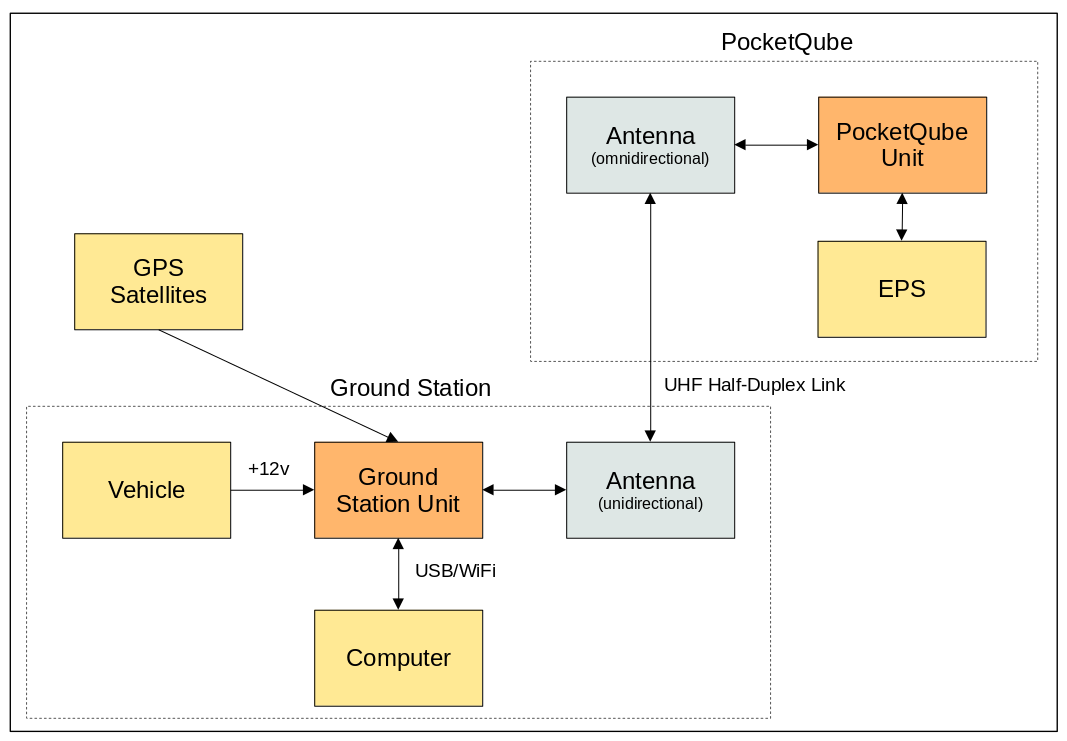 PocketQube
Antenna
(omnidirectional)
PocketQube
Unit
EPS
GPS
Satellites
UHF Half-Duplex Link
Ground Station
Vehicle
+12v
Ground
Station Unit
Antenna
(unidirectional)
USB/WiFi
Computer